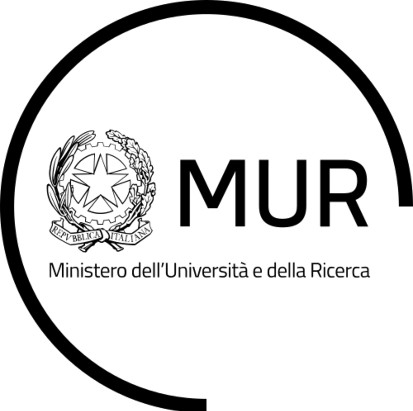 MUR
REPVBBLICA ITALIANA
Ministero dell'Università e della Ricerca